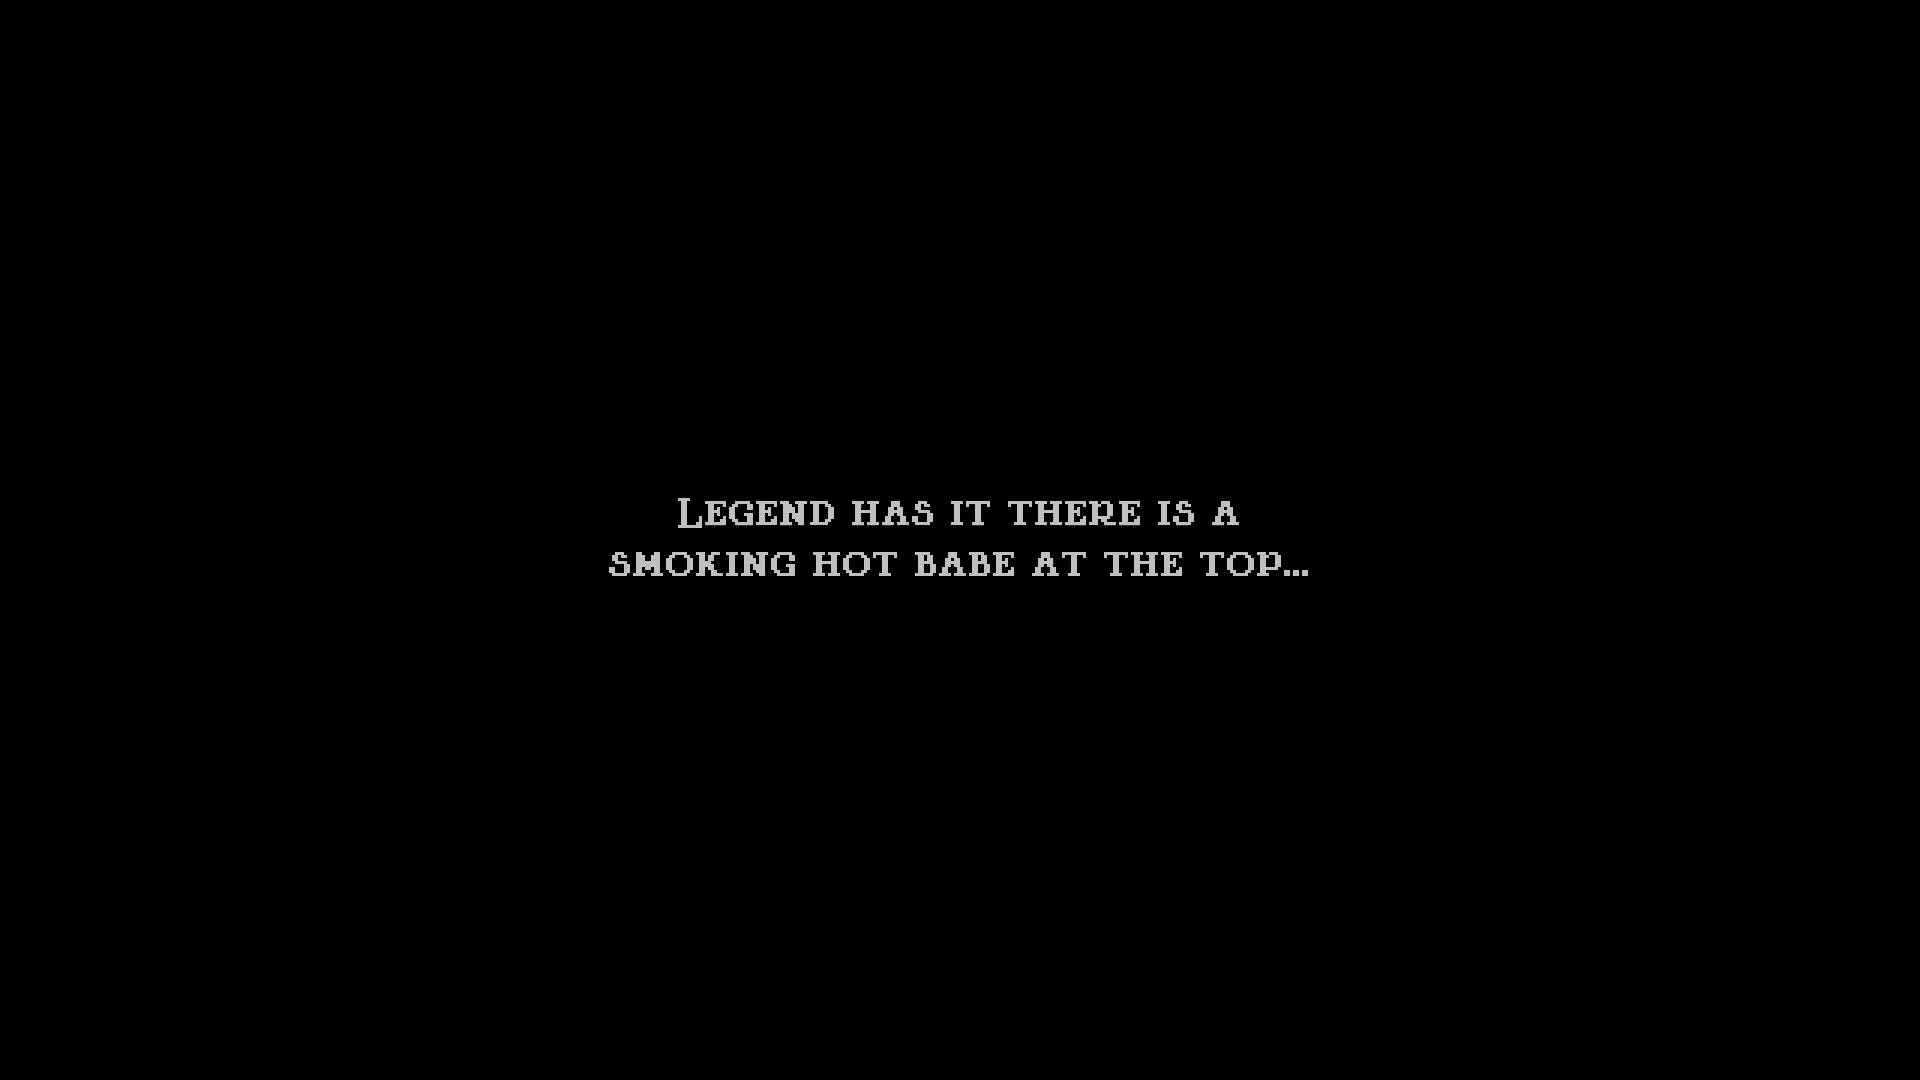 Legend has it there is a
smoking hot babe at the top...